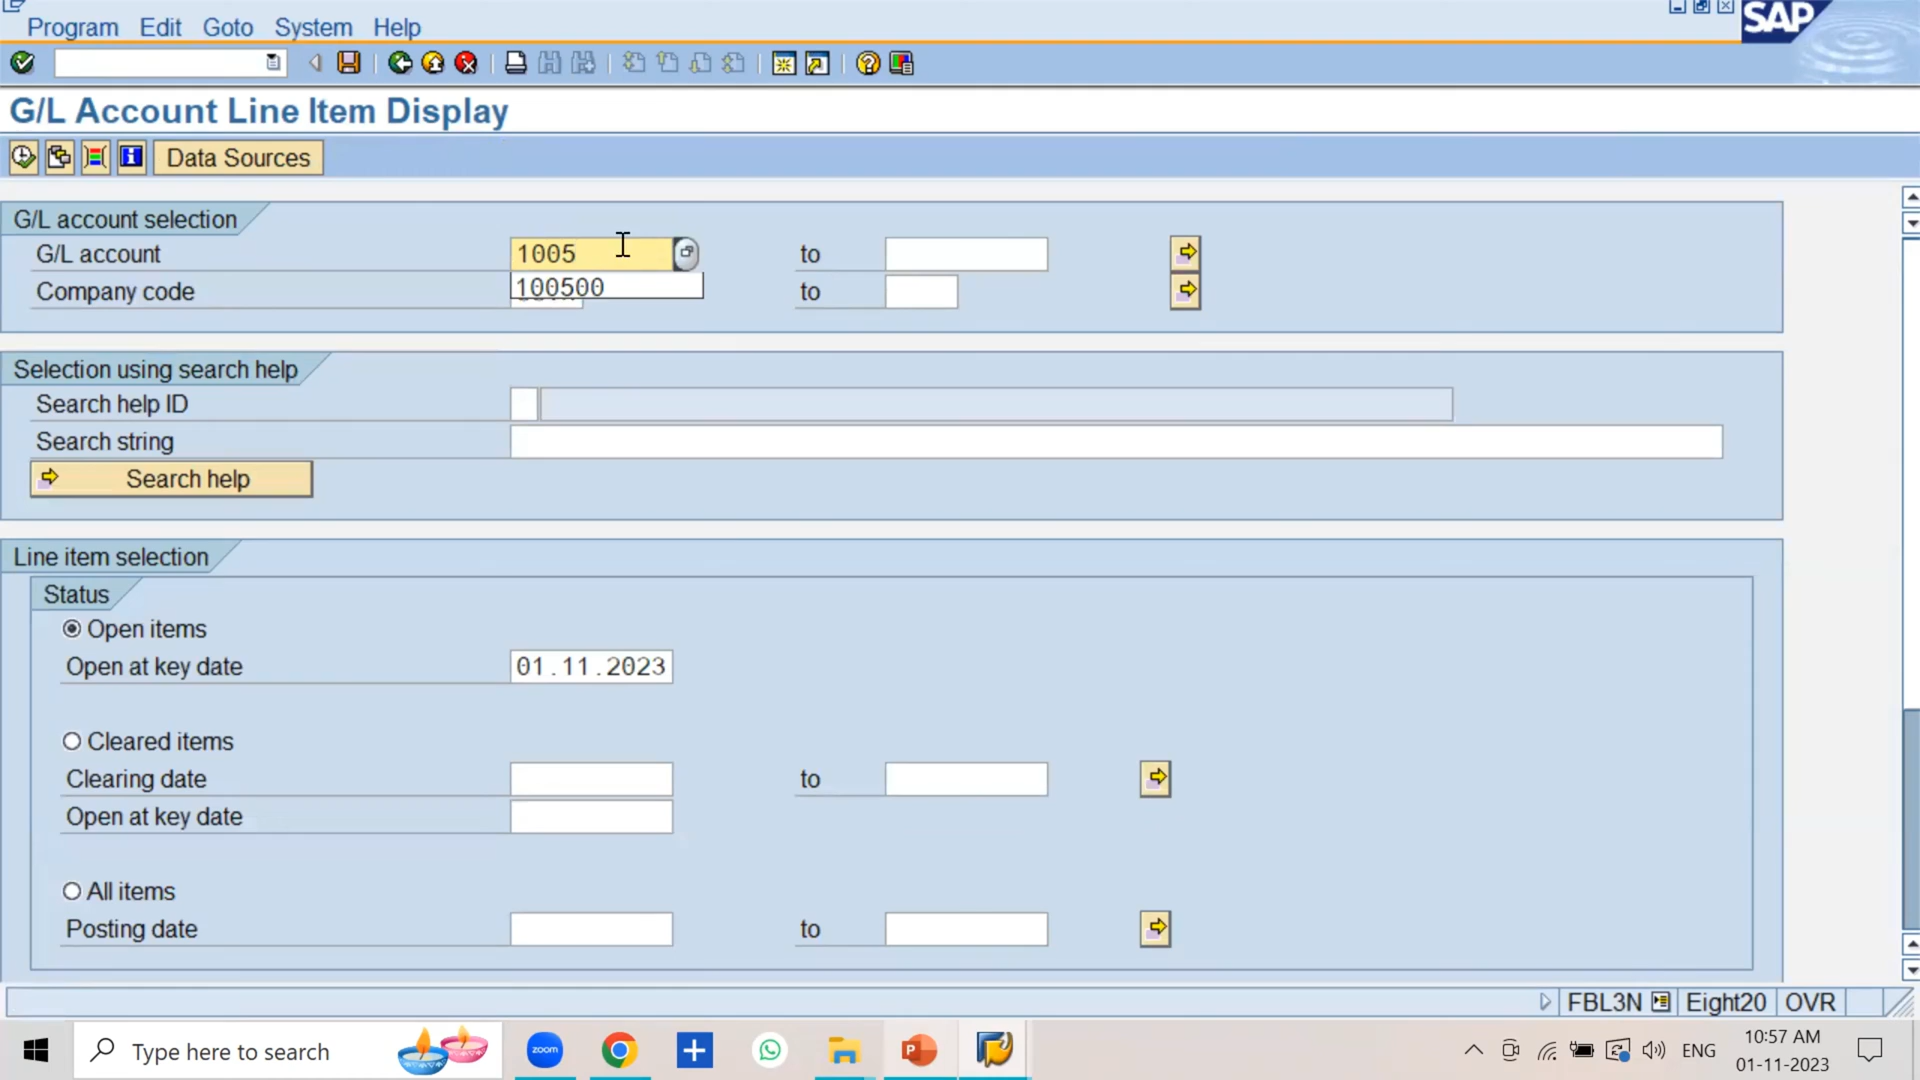 Program Edit Goto System Help
SAP
G/L Account Line Item Display
Data Sources
G/L account selection
G/L account 1005 to
100500
Company code to
Selection using search help
Search help ID
Search string
Search help
Line item selection
Status
Open items
Open at key date 01.11.2023
Cleared items
Clearing date to
Open at key date
All items
Posting date to
FBL3N Eight20 OVR
Type here to search
zoom
ENG
10:57 AM
01-11-2023